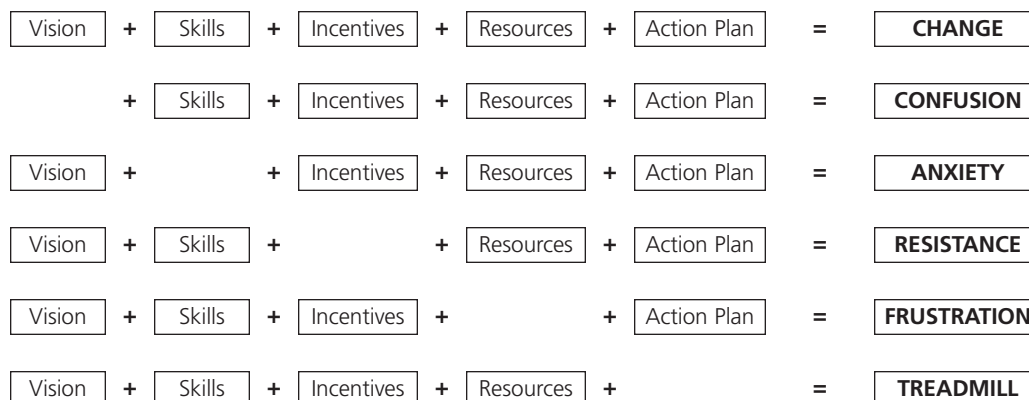 Vision + Skills + Incentives + Resources + Action Plan = CHANGE
+ Skills + Incentives + Resources + Action Plan = CONFUSION
Vision + + Incentives + Resources + Action Plan = ANXIETY
Vision + Skills + + Resources + Action Plan = RESISTANCE
Vision + Skills + Incentives + + Action Plan = FRUSTRATION
Vision + Skills + Incentives + Resources + = TREADMILL